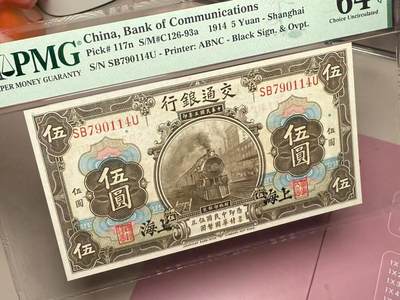 PMG
PAPER MONEY GUARANTY
China, Bank of Communications
Pick# 117n S/M#C126-93a 1914 5 Yuan - Shanghai
S/N SB790114U - Printer: ABNC - Black Sign. & Ovpt.
64
Choice Uncirculated
行銀通交
SB790114U
SB790114U
伍
伍
伍圓
伍圓
伍圓
伍圓
海上
海上
伍
伍